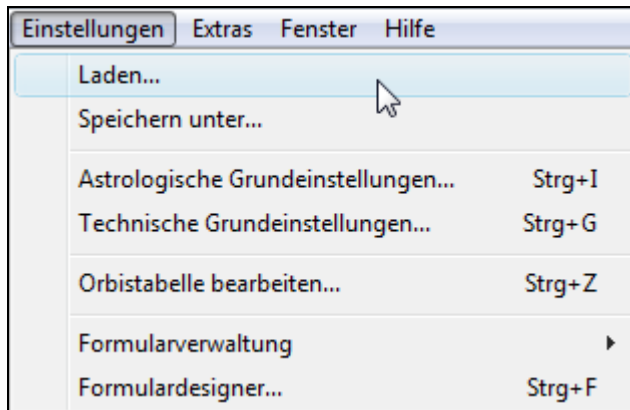 Einstellungen Extras Fenster Hilfe
Laden...
Speichern unter...
Astrologische Grundeinstellungen... Strg+I
Technische Grundeinstellungen... Strg+G
Orbistabelle bearbeiten... Strg+Z
Formularverwaltung
Formulardesigner... Strg+F